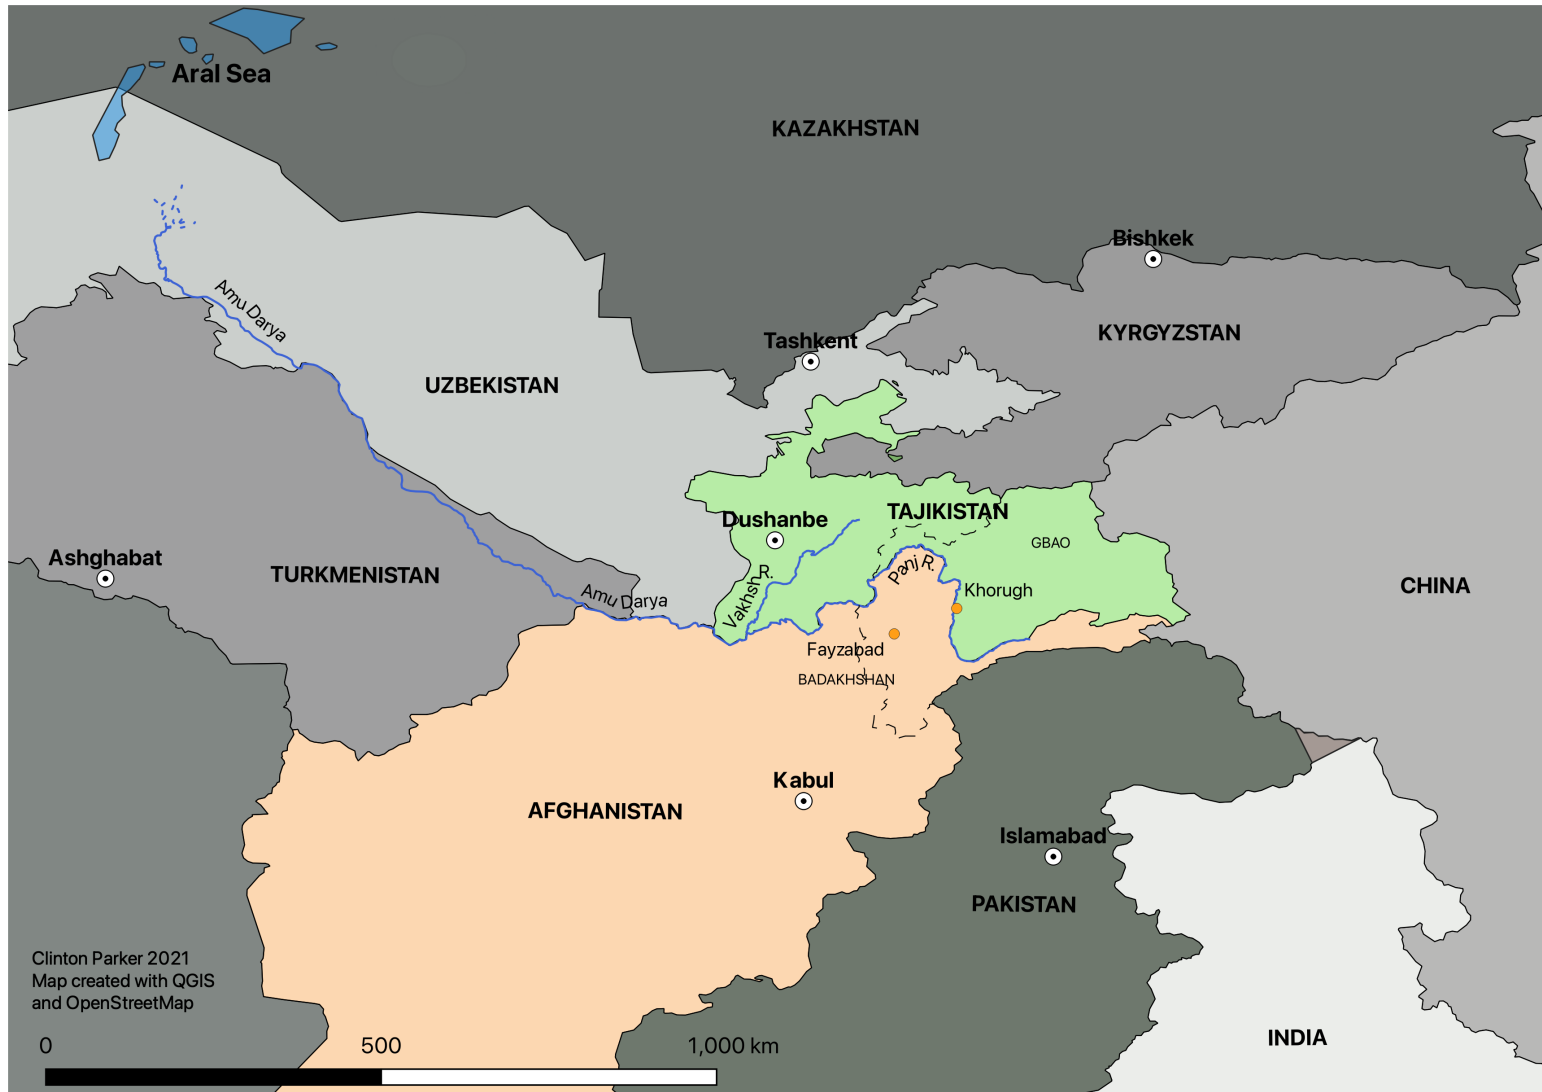 Aral Sea
KAZAKHSTAN
Bishkek
Amu Darya
Tashkent
KYRGYZSTAN
UZBEKISTAN
Dushanbe
TAJIKISTAN
GBAO
Ashghabat
TURKMENISTAN
Amu Darya
Vakhsh R.
Panj R.
Khorugh
CHINA
Fayzabad
BADAKHSHAN
Kabul
AFGHANISTAN
Islamabad
PAKISTAN
Clinton Parker 2021
Map created with QGIS
and OpenStreetMap
INDIA
0 500 1,000 km